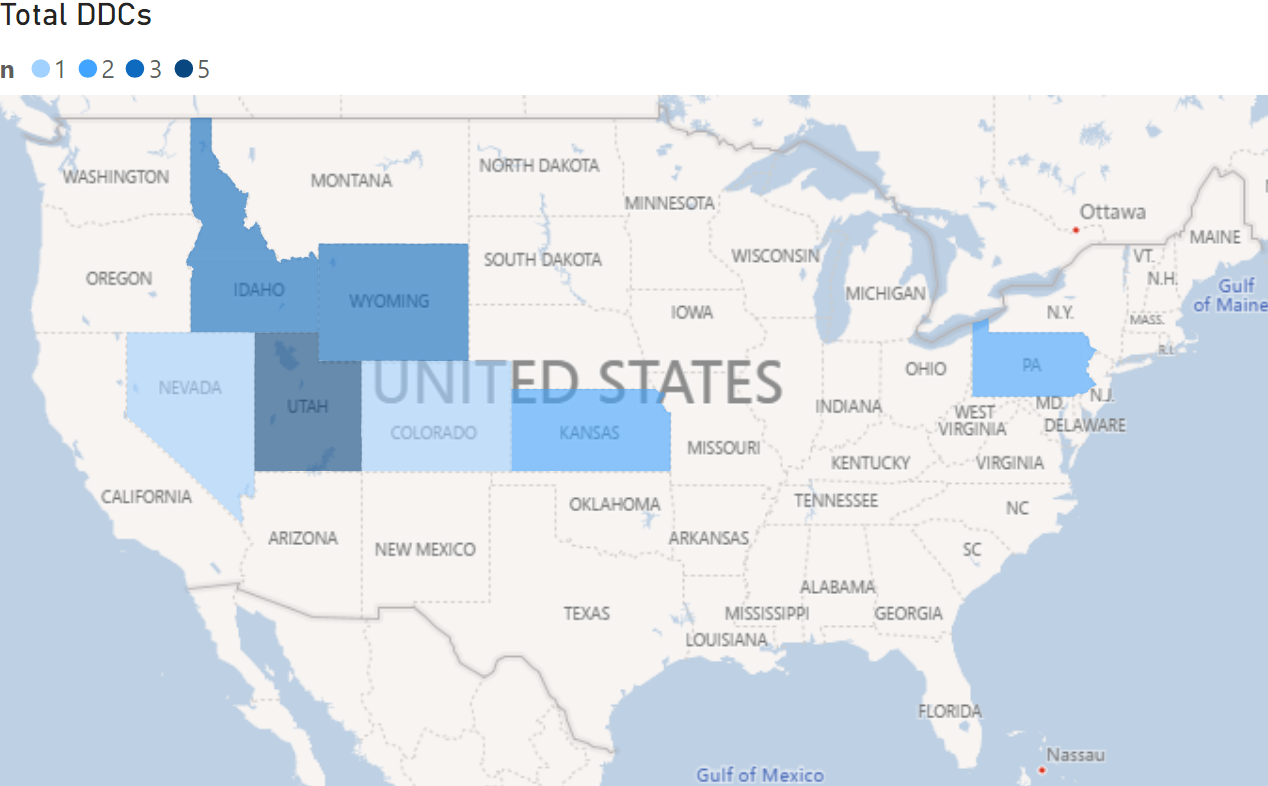 Total DDCs
n 1 2 3 5
WASHINGTON
MONTANA
NORTH DAKOTA
MINNESOTA
Ottawa
MAINE
OREGON
IDAHO
WYOMING
SOUTH DAKOTA
WISCONSIN
MICHIGAN
VT.
N.H.
Gulf
of Maine
IOWA
N.Y.
MASS.
R.I.
NEVADA
UTAH
UNITED STATES
COLORADO
KANSAS
OHIO
PA
N.J.
MD.
DELAWARE
INDIANA
WEST
VIRGINIA
MISSOURI
KENTUCKY
VIRGINIA
CALIFORNIA
OKLAHOMA
TENNESSEE
NC
ARIZONA
NEW MEXICO
ARKANSAS
SC
ALABAMA
TEXAS
MISSISSIPPI
GEORGIA
LOUISIANA
FLORIDA
Nassau
Gulf of Mexico